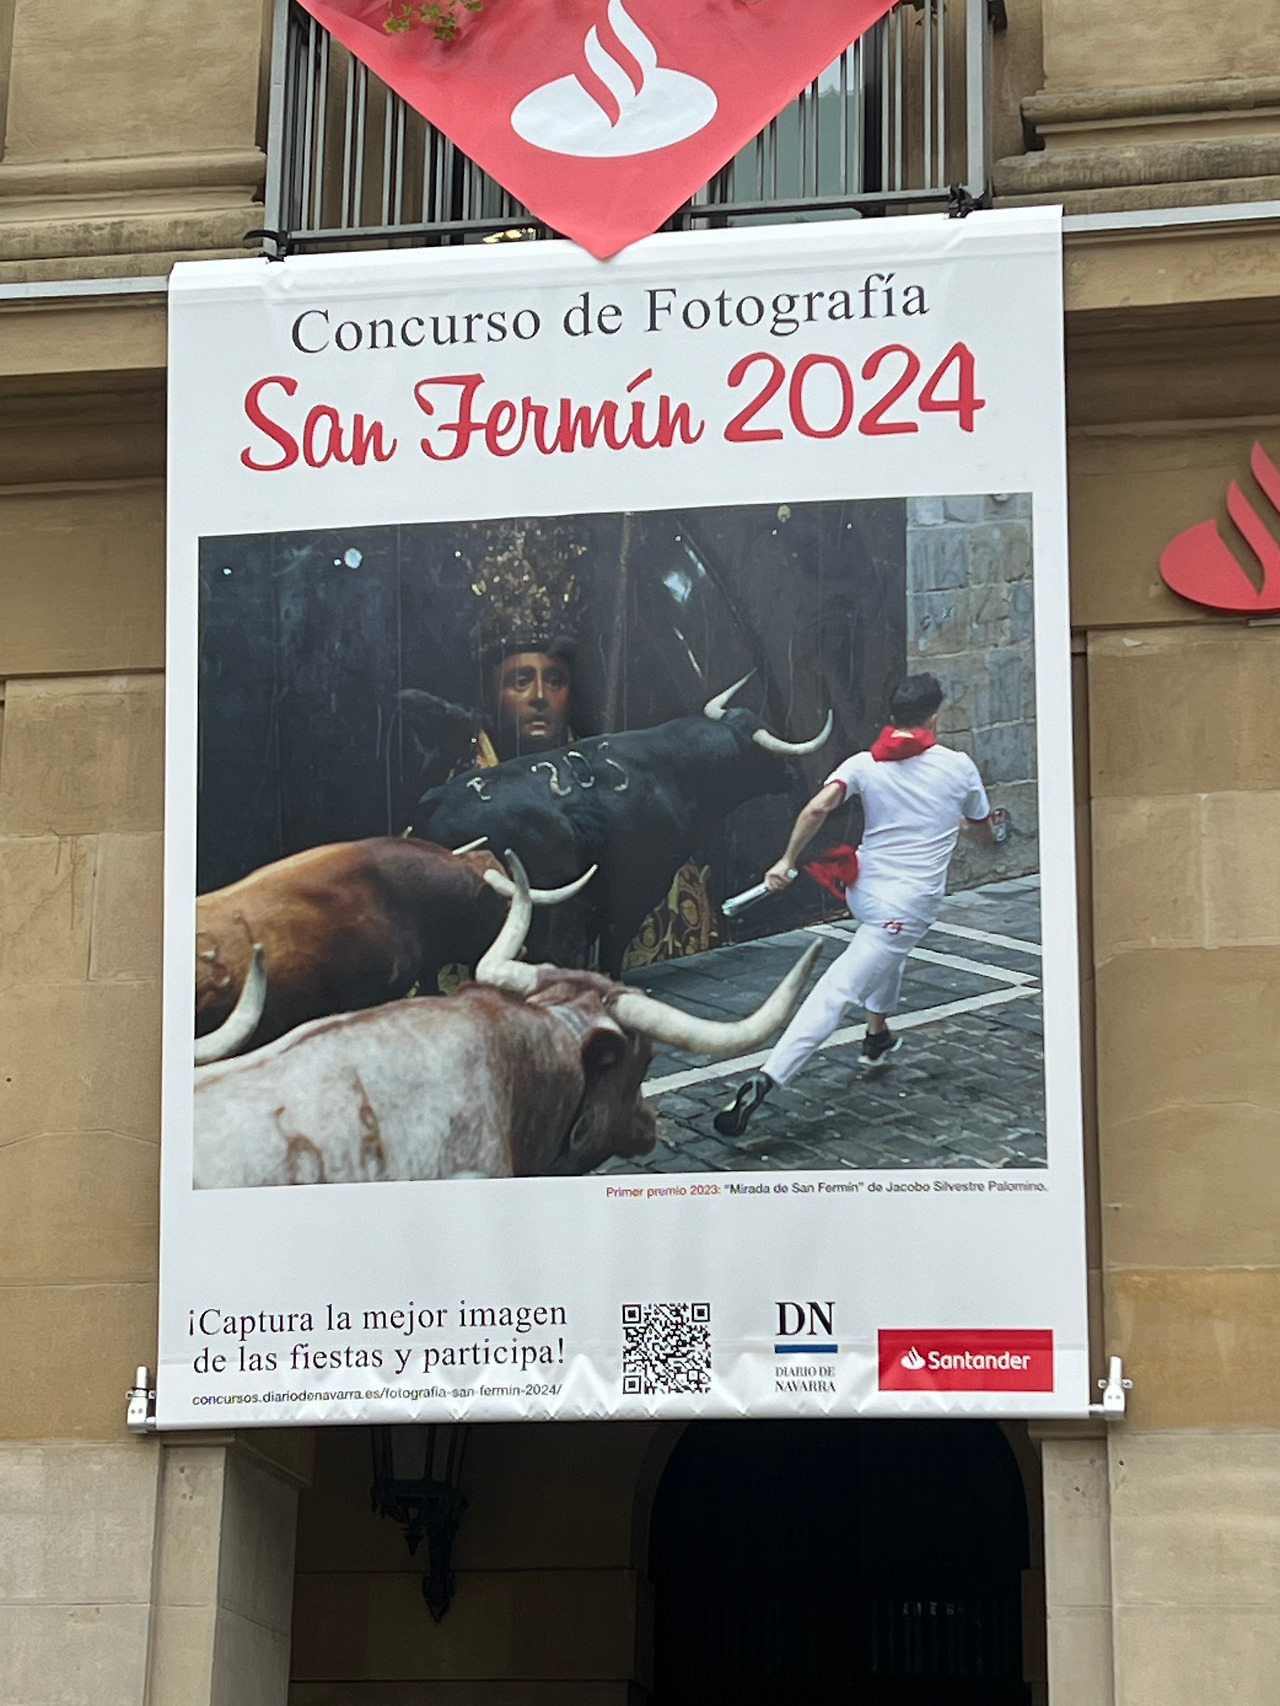 Concurso de Fotografía
San Fermín 2024
Primer premio 2023: "Mirada de San Fermín" de Jacobo Silvestre Palomino.
¡Captura la mejor imagen
de las fiestas y participa!
concursos.diariodenavarra.es/fotografia-san-fermin-2024/
DN
DIARIO DE
NAVARRA
Santander